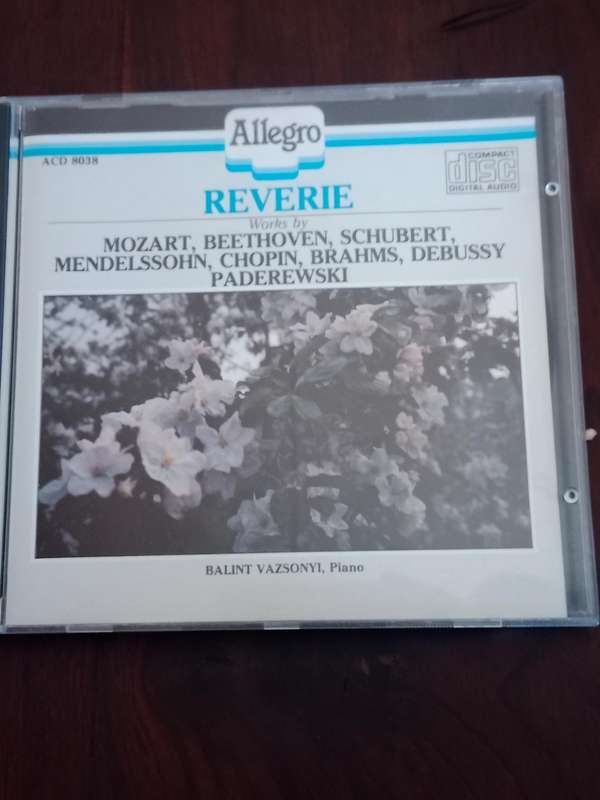 Allegro
ACD 8038
COMPACT
disc
DIGITAL AUDIO
REVERIE
Works by
MOZART, BEETHOVEN, SCHUBERT,
MENDELSSOHN, CHOPIN, BRAHMS, DEBUSSY
PADEREWSKI
BALINT VAZSONYI, Piano